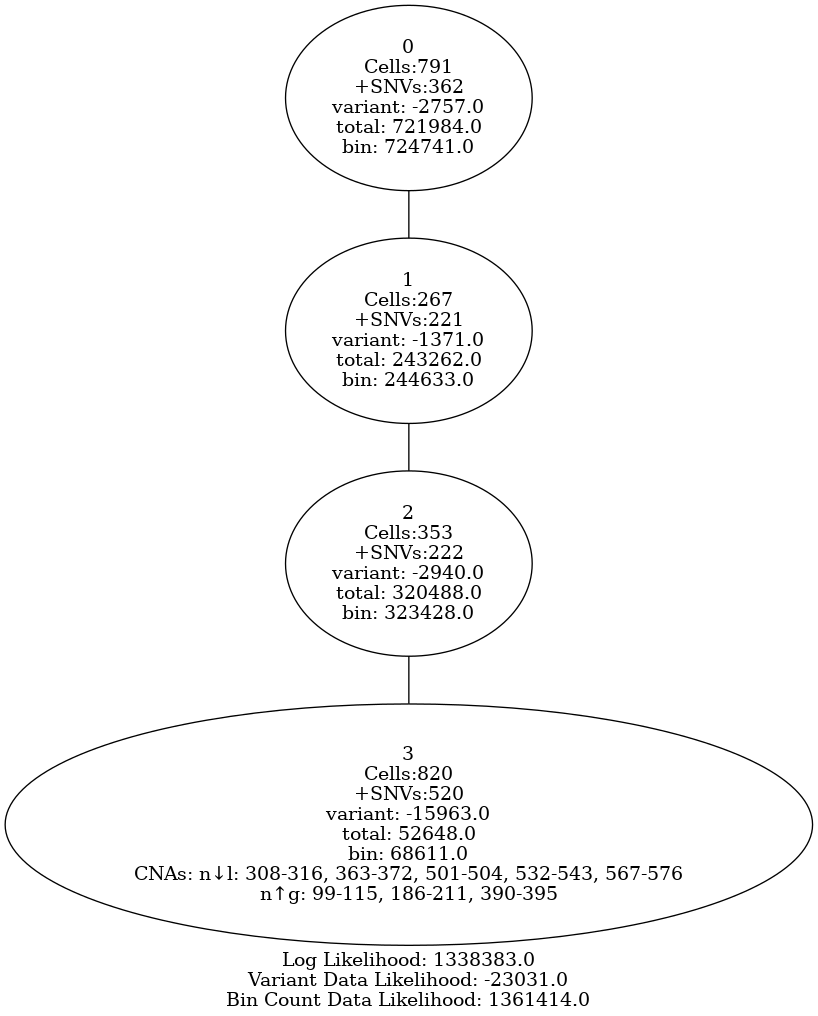 0
Cells:791
+SNVs:362
variant: -2757.0
total: 721984.0
bin: 724741.0
1
Cells:267
+SNVs:221
variant: -1371.0
total: 243262.0
bin: 244633.0
2
Cells:353
+SNVs:222
variant: -2940.0
total: 320488.0
bin: 323428.0
3
Cells:820
+SNVs:520
variant: -15963.0
total: 52648.0
bin: 68611.0
CNAs: n↓l: 308-316, 363-372, 501-504, 532-543, 567-576
n↑g: 99-115, 186-211, 390-395
Log Likelihood: 1338383.0
Variant Data Likelihood: -23031.0
Bin Count Data Likelihood: 1361414.0